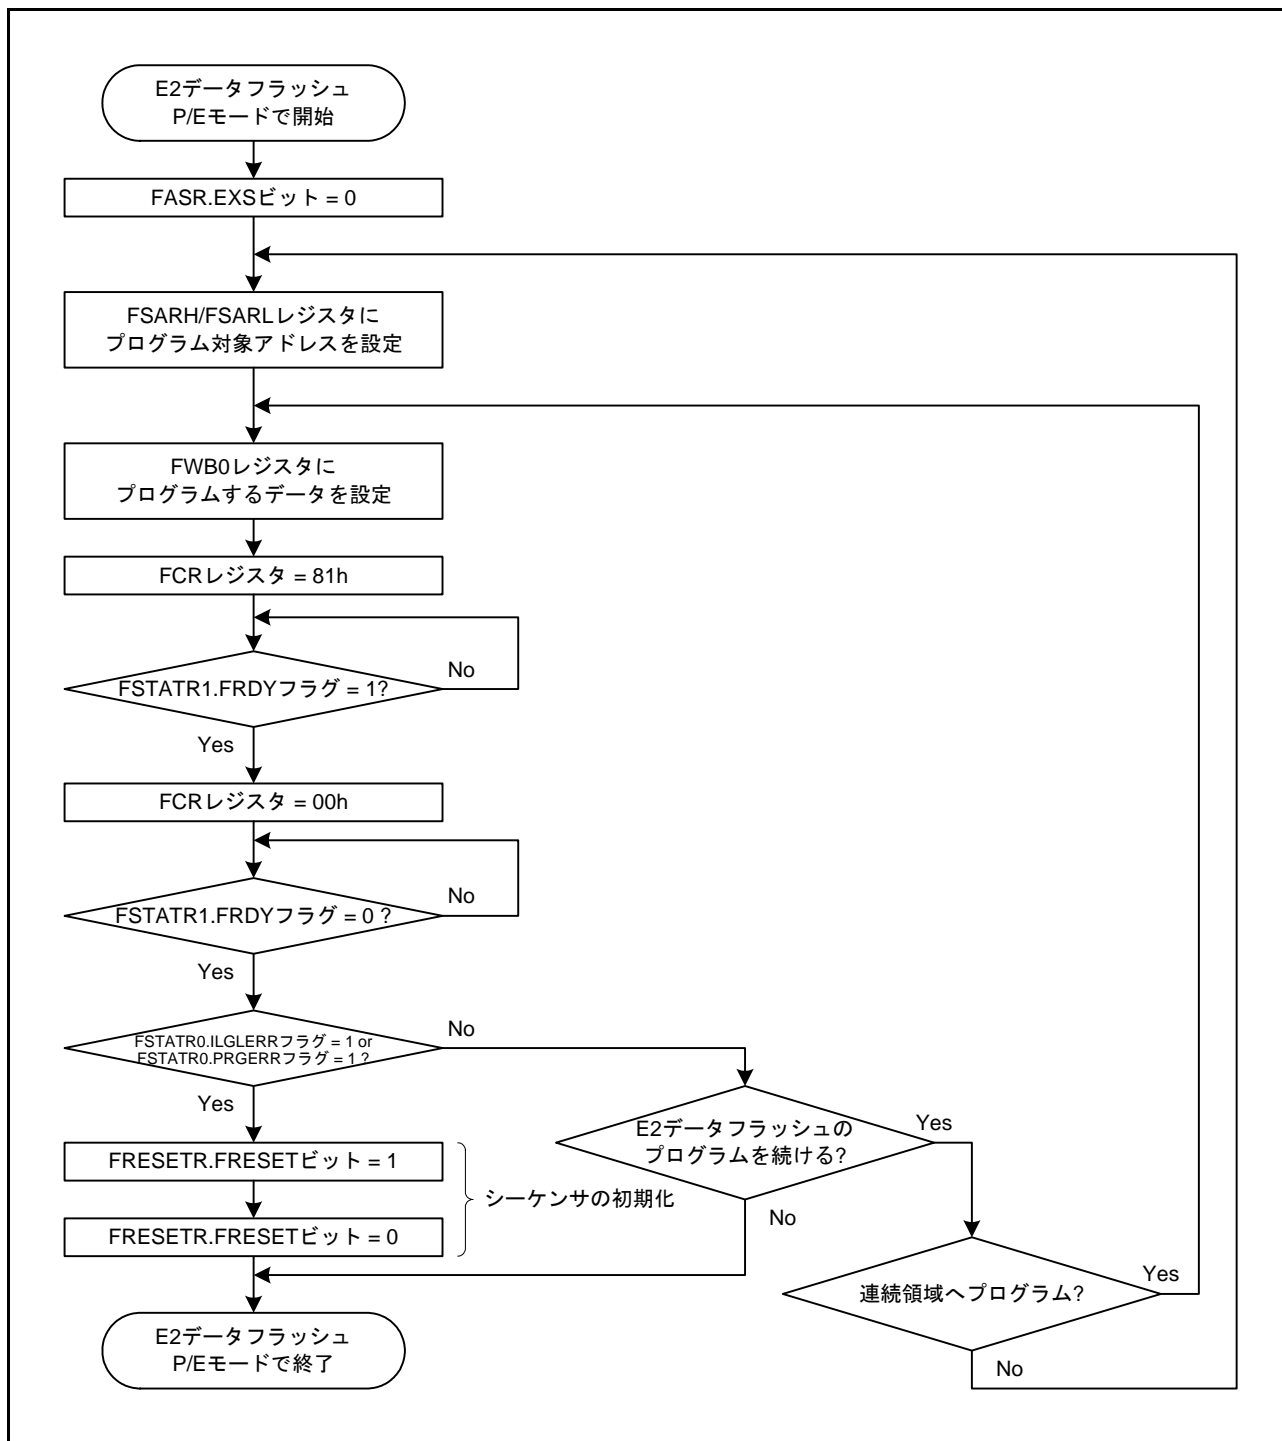 E2データフラッシュ
P/Eモードで開始
FASR.EXSビット = 0
FSARH/FSARLレジスタに
プログラム対象アドレスを設定
FWB0レジスタに
プログラムするデータを設定
FCRレジスタ = 81h
FSTATR1.FRDYフラグ = 1?
No
Yes
FCRレジスタ = 00h
FSTATR1.FRDYフラグ = 0 ?
No
Yes
FSTATR0.ILGLERRフラグ = 1 or
FSTATR0.PRGERRフラグ = 1 ?
No
Yes
E2データフラッシュの
プログラムを続ける?
Yes
No
FRESETR.FRESETビット = 1
FRESETR.FRESETビット = 0
シーケンサの初期化
連続領域へプログラム?
Yes
No
E2データフラッシュ
P/Eモードで終了